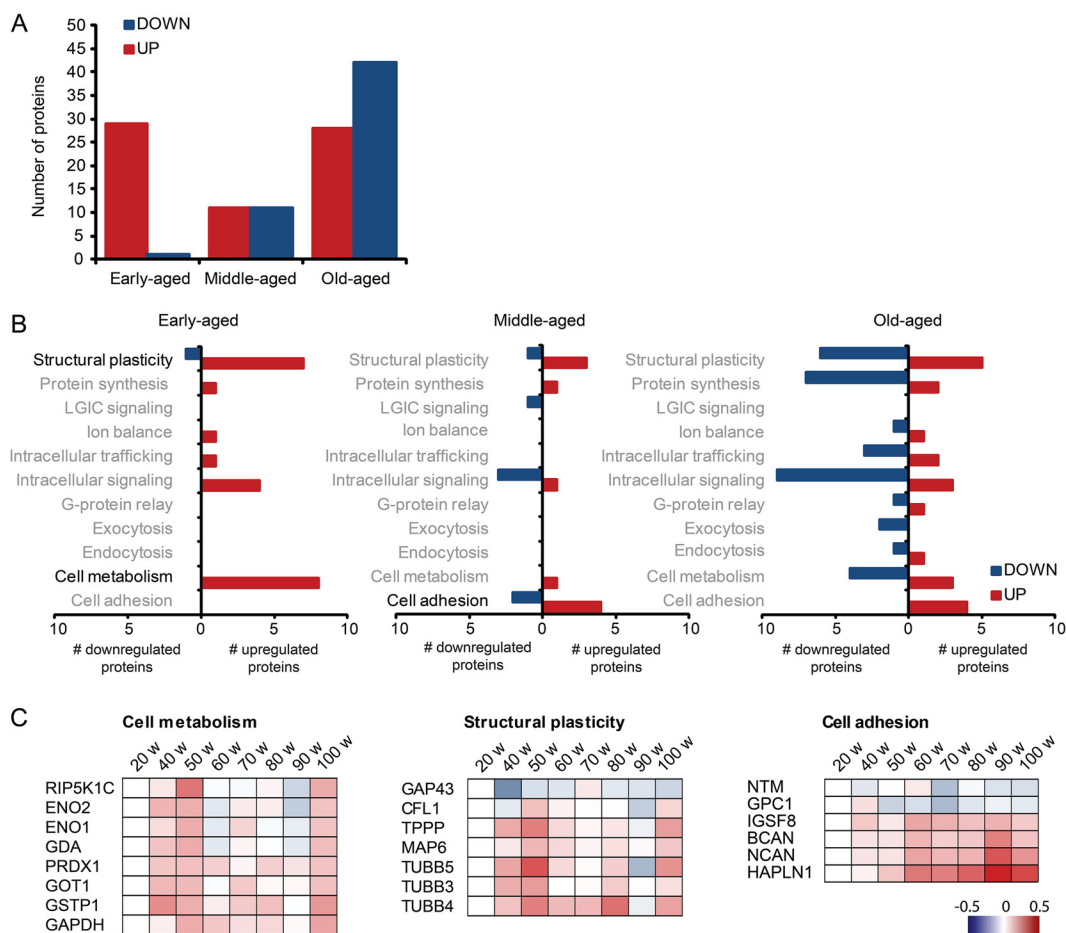 A
DOWN
UP
Number of proteins
50
45
40
35
30
25
20
15
10
5
0
Early-aged Middle-aged Old-aged
B
Early-aged
Structural plasticity
Protein synthesis
LGIC signaling
Ion balance
Intracellular trafficking
Intracellular signaling
G-protein relay
Exocytosis
Endocytosis
Cell metabolism
Cell adhesion
10 5 0 5 10
# downregulated proteins
# upregulated proteins
Middle-aged
Structural plasticity
Protein synthesis
LGIC signaling
Ion balance
Intracellular trafficking
Intracellular signaling
G-protein relay
Exocytosis
Endocytosis
Cell metabolism
Cell adhesion
10 5 0 5 10
# downregulated proteins
# upregulated proteins
Old-aged
Structural plasticity
Protein synthesis
LGIC signaling
Ion balance
Intracellular trafficking
Intracellular signaling
G-protein relay
Exocytosis
Endocytosis
Cell metabolism
Cell adhesion
DOWN
UP
10 5 0 5 10
# downregulated proteins
# upregulated proteins
C
Cell metabolism
20 w 40 w 50 w 60 w 70 w 80 w 90 w 100 w
RIP5K1C
ENO2
ENO1
GDA
PRDX1
GOT1
GSTP1
GAPDH
Structural plasticity
20 w 40 w 50 w 60 w 70 w 80 w 90 w 100 w
GAP43
CFL1
TPPP
MAP6
TUBB5
TUBB3
TUBB4
Cell adhesion
20 w 40 w 50 w 60 w 70 w 80 w 90 w 100 w
NTM
GPC1
IGSF8
BCAN
NCAN
HAPLN1
-0.5 0 0.5